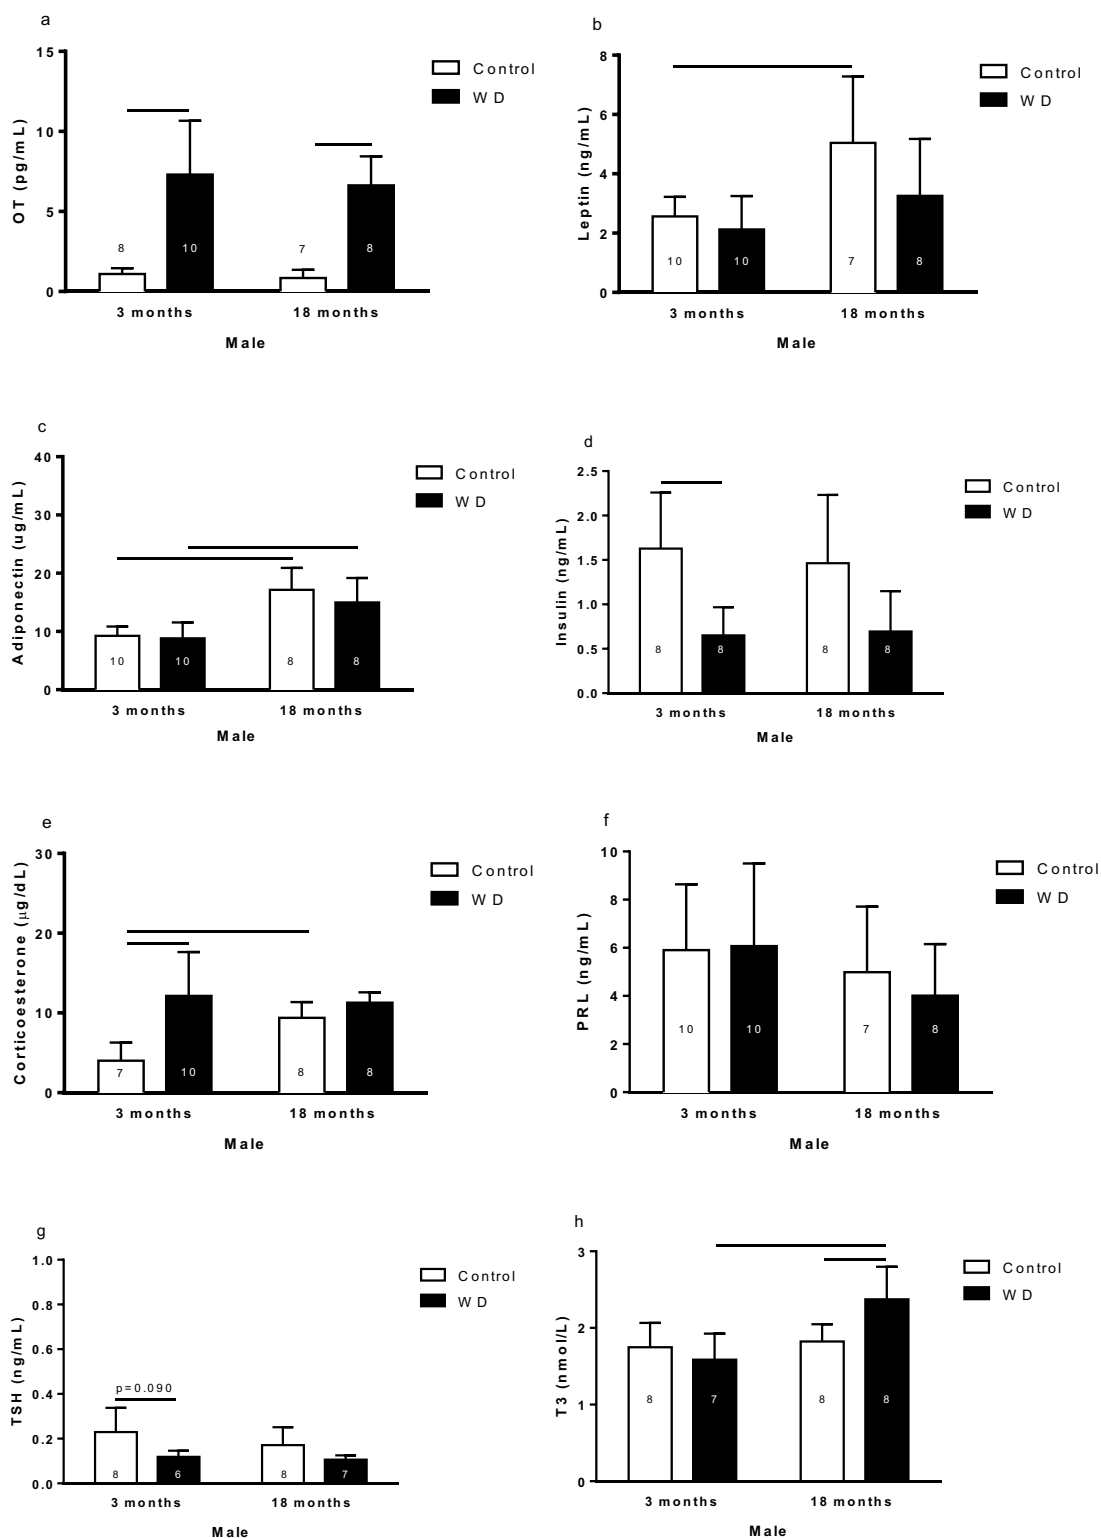 a
OT (pg/mL)
15
10
5
0
Control
WD
8
10
7
8
3 months
18 months
Male
b
Leptin (ng/mL)
8
6
4
2
0
Control
WD
10
10
7
8
3 months
18 months
Male
c
Adiponectin (ug/mL)
40
30
20
10
0
Control
WD
10
10
8
8
3 months
18 months
Male
d
Insulin (ng/mL)
2.5
2.0
1.5
1.0
0.5
0.0
Control
WD
8
8
8
8
3 months
18 months
Male
e
Corticoesterone (µg/dL)
30
20
10
0
Control
WD
7
10
8
8
3 months
18 months
Male
f
PRL (ng/mL)
10
8
6
4
2
0
Control
WD
10
10
7
8
3 months
18 months
Male
g
TSH (ng/mL)
1.0
0.8
0.6
0.4
0.2
0.0
Control
WD
p=0.090
8
6
8
7
3 months
18 months
Male
h
T3 (nmol/L)
3
2
1
0
Control
WD
8
7
8
8
3 months
18 months
Male